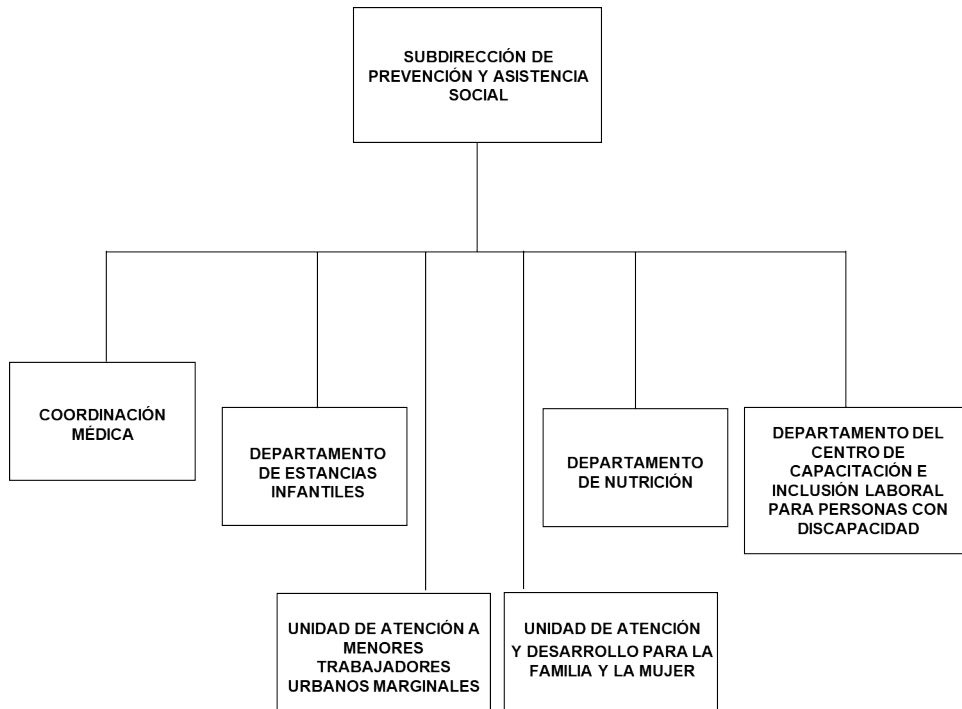 SUBDIRECCIÓN DE
PREVENCIÓN Y ASISTENCIA
SOCIAL
COORDINACIÓN
MÉDICA
DEPARTAMENTO
DE ESTANCIAS
INFANTILES
DEPARTAMENTO
DE NUTRICIÓN
DEPARTAMENTO DEL
CENTRO DE
CAPACITACIÓN E
INCLUSIÓN LABORAL
PARA PERSONAS CON
DISCAPACIDAD
UNIDAD DE ATENCIÓN A
MENORES
TRABAJADORES
URBANOS MARGINALES
UNIDAD DE ATENCIÓN
Y DESARROLLO PARA LA
FAMILIA Y LA MUJER